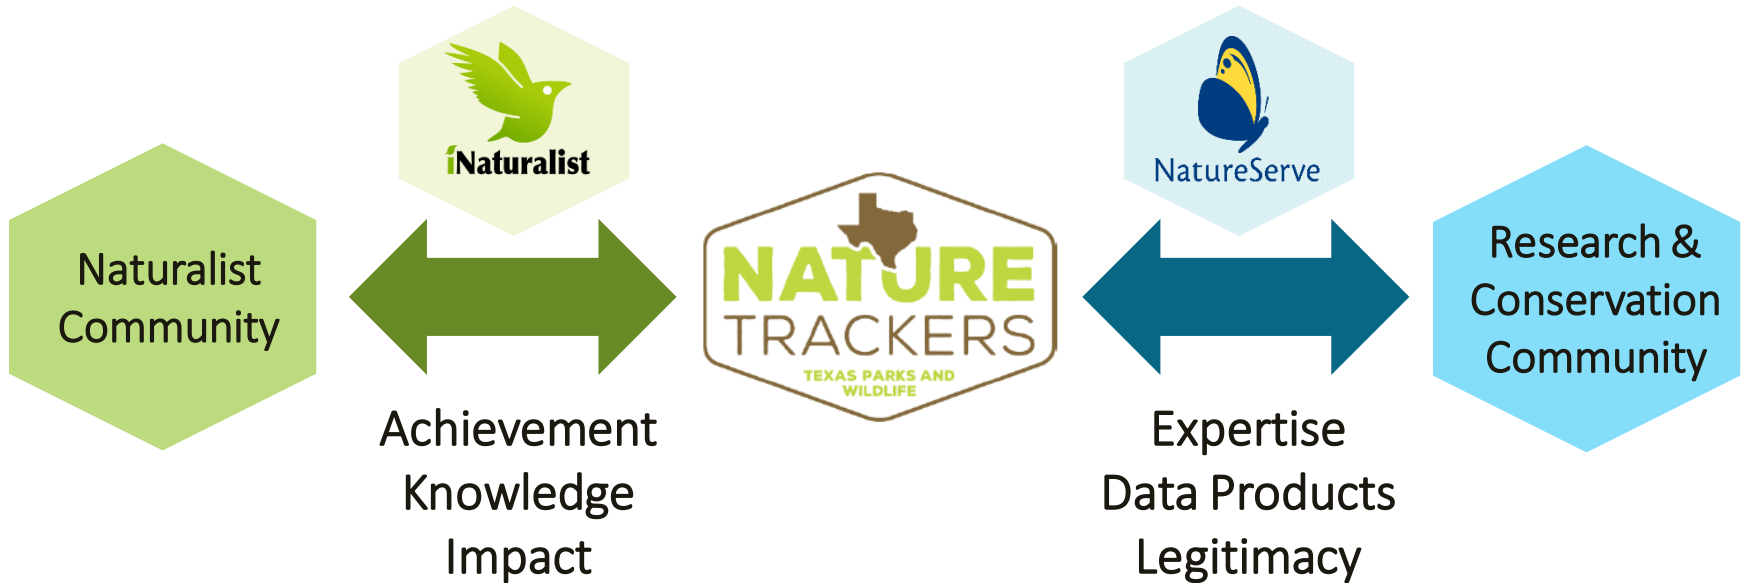 iNaturalist
NatureServe
Naturalist
Community
NATURE
TRACKERS
TEXAS PARKS AND
WILDLIFE
Research &
Conservation
Community
Achievement
Knowledge
Impact
Expertise
Data Products
Legitimacy